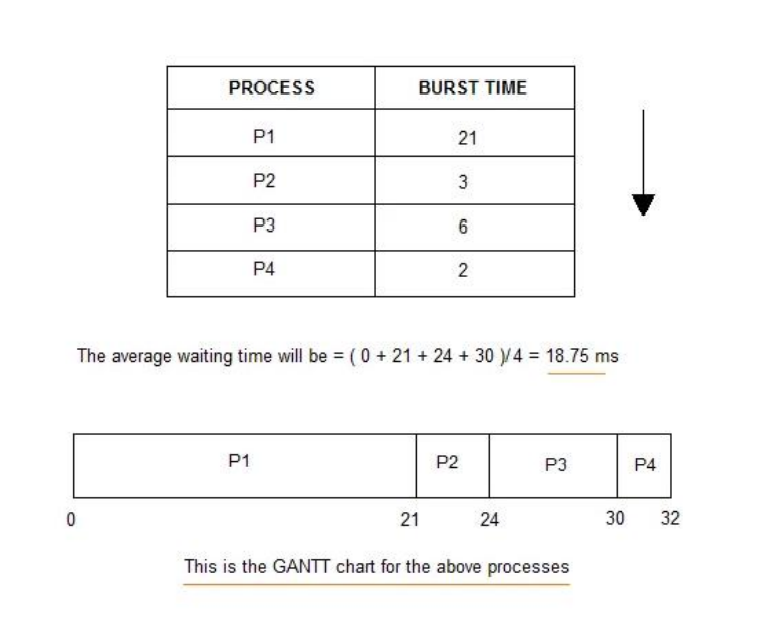 PROCESS BURST TIME
P1 21
P2 3
P3 6
P4 2
The average waiting time will be = ( 0 + 21 + 24 + 30 )/4 = 18.75 ms
P1 P2 P3 P4
0 21 24 30 32
This is the GANTT chart for the above processes